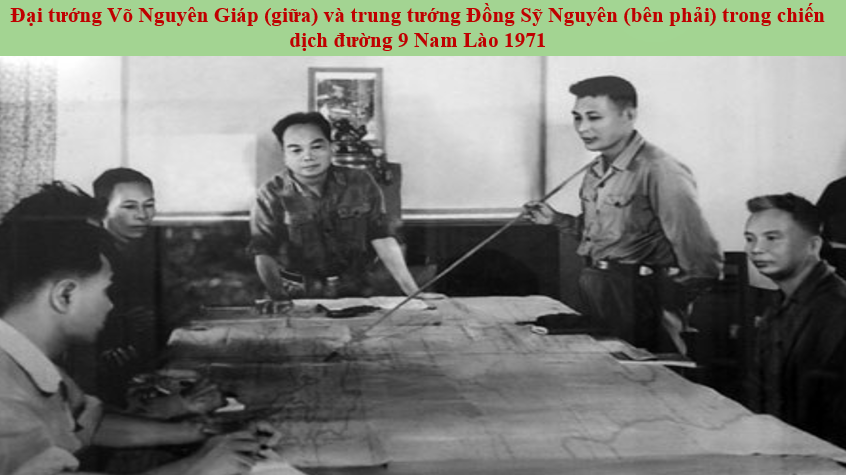 Đại tướng Võ Nguyên Giáp (giữa) và trung tướng Đồng Sỹ Nguyên (bên phải) trong chiến
dịch đường 9 Nam Lào 1971